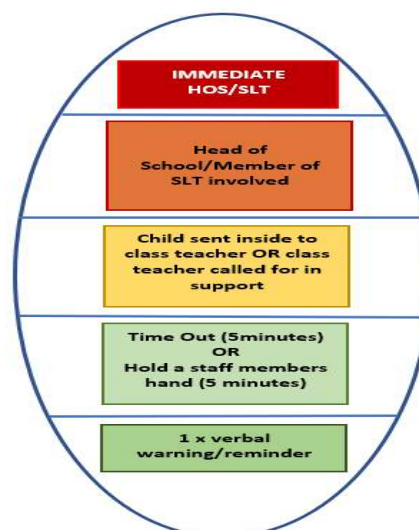 IMMEDIATE
HOS/SLT
Head of
School/Member of
SLT involved
Child sent inside to
class teacher OR class
teacher called for in
support
Time Out (5minutes)
OR
Hold a staff members
hand (5 minutes)
1 x verbal
warning/reminder